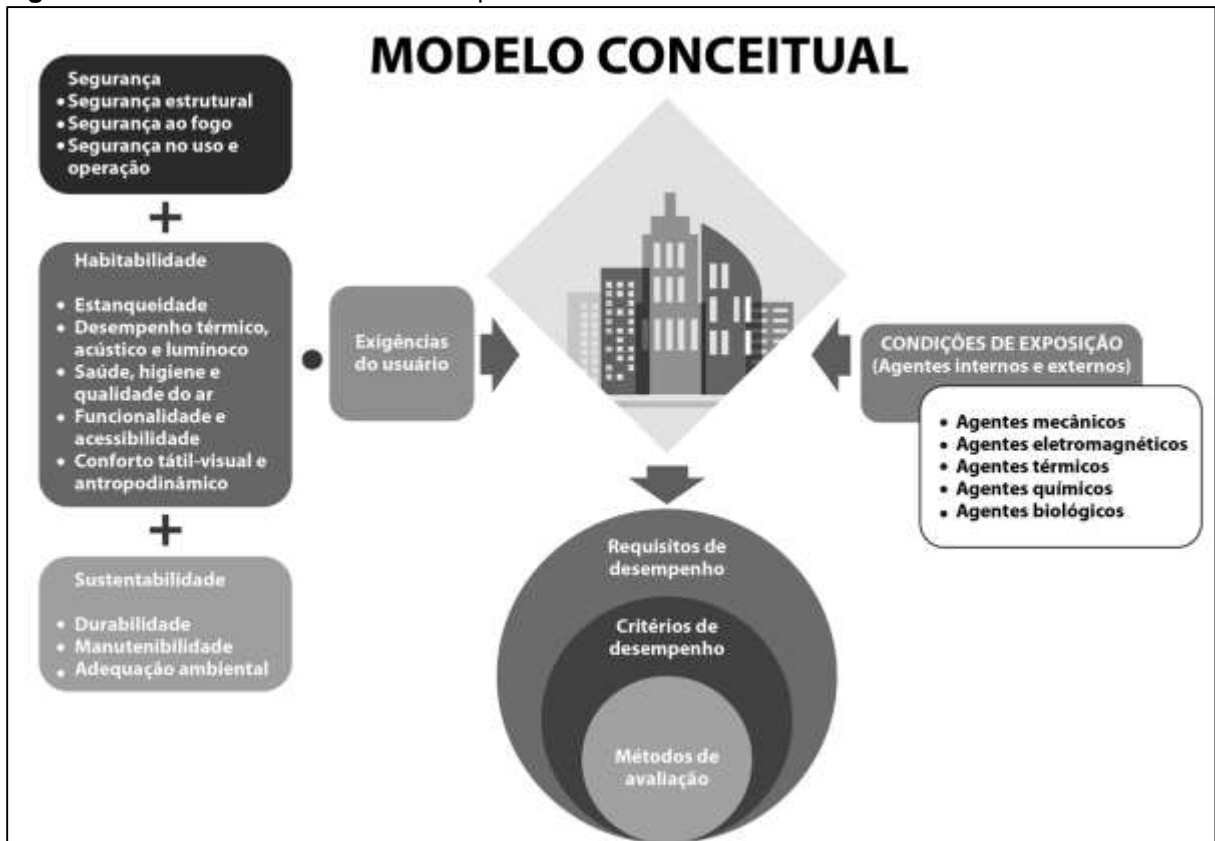 MODELO CONCEITUAL
Segurança
• Segurança estrutural
• Segurança ao fogo
• Segurança no uso e
operação
+
Habitabilidade
• Estanqueidade
• Desempenho térmico,
acústico e lumínoco
• Saúde, higiene e
qualidade do ar
• Funcionalidade e
acessibilidade
• Conforto tátil-visual e
antropodinâmico
+
Sustentabilidade
• Durabilidade
• Manutenibilidade
• Adequação ambiental
Exigências
do usuário
CONDIÇÕES DE EXPOSIÇÃO
(Agentes internos e externos)
• Agentes mecânicos
• Agentes eletromagnéticos
• Agentes térmicos
• Agentes químicos
• Agentes biológicos
Requisitos de
desempenho
Critérios de
desempenho
Métodos de
avaliação